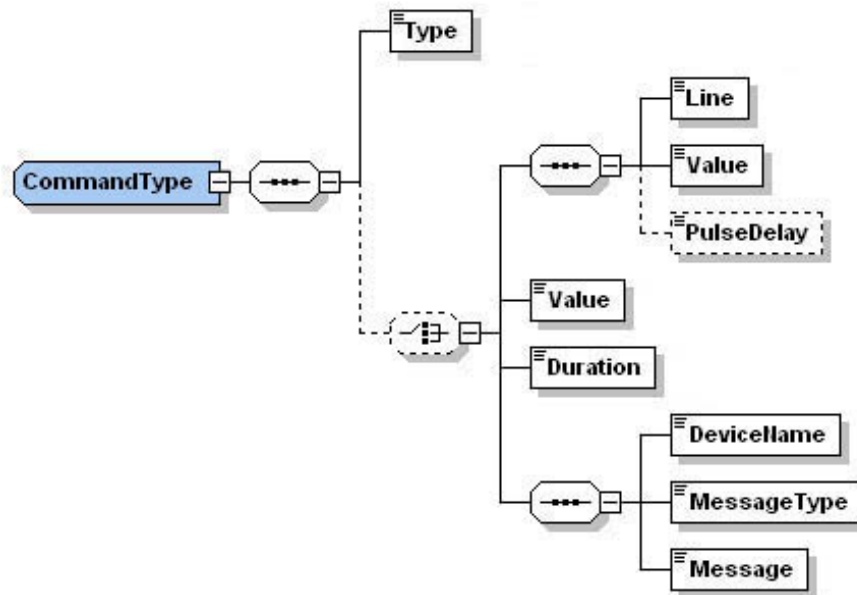 Type
Line
CommandType
Value
PulseDelay
Value
Duration
DeviceName
MessageType
Message